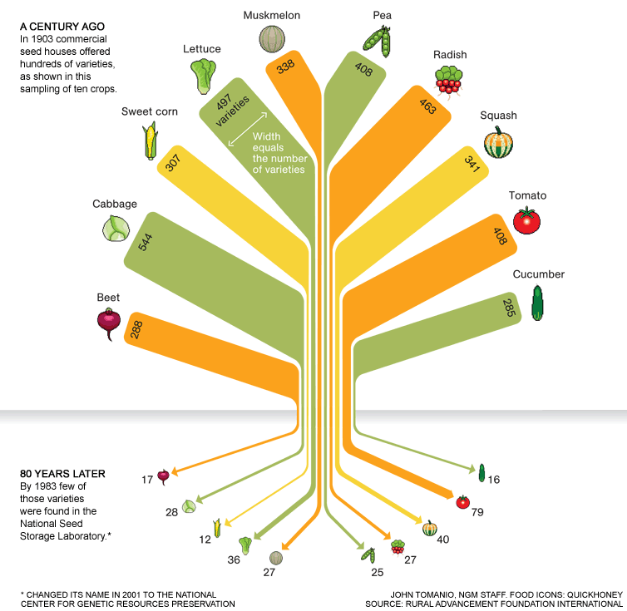 A CENTURY AGO
In 1903 commercial
seed houses offered
hundreds of varieties,
as shown in this
sampling of ten crops.
Muskmelon
338
Pea
408
Lettuce
497
varieties
Width
equals
the number
of varieties
Radish
463
Sweet corn
307
Squash
341
Cabbage
544
Tomato
408
Beet
288
Cucumber
285
80 YEARS LATER
By 1983 few of
those varieties
were found in the
National Seed
Storage Laboratory.*
17
28
12
36
27
25
27
40
79
16
* CHANGED ITS NAME IN 2001 TO THE NATIONAL
CENTER FOR GENETIC RESOURCES PRESERVATION
JOHN TOMANIO, NGM STAFF. FOOD ICONS: QUICKHONEY
SOURCE: RURAL ADVANCEMENT FOUNDATION INTERNATIONAL